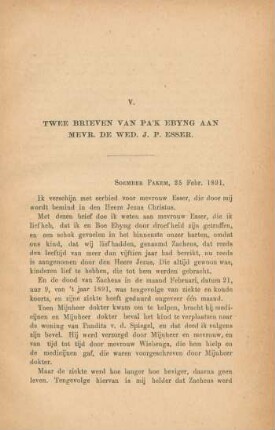 V.
TWEE BRIEVEN VAN PA'K EBYNG AAN
MEVR. DE WED. J. P. ESSER.
SOEMBER PAKEM, 25 Febr. 1891.
Ik verschijn met eerbied voor mevrouw Esser, die door mij
wordt bemind in den Heere Jezus Christus.
Met dezen brief doe ik weten aan mevrouw Esser, die ik
lief heb, dat ik en Boe Ebyng door droefheid zijn getroffen,
en een slok gevoelen in het binnenste onzer harten, omdat
ons kind, dat wij liefhadden, genaamd Zacheus, dat reeds
den leeftijd van meer dan vijftien jaar had bereikt, en reeds is
aangenomen door den Heere Jezus. Die altijd gewoon was,
kinderen lief te hebben, die tot hem werden gebracht.
En de dood van Zacheus in de maand Februari, datum 21,
uur 9, van 't jaar 1891, was tengevolge van ziekte en koude
koorts, en zijne ziekte heeft geduurd ongeveer één maand.
Toen Mijnheer dokter kwam om te helpen, bracht hij medi-
cijn en Mijnheer dokter beval het kind te verplaatsen naar
de woning van Pandita v. d. Spiegel, en dat deed ik volgens
zijn bevel. Hij werd verzorgd door Mijnheer en mevrouw, en
van tijd tot tijd door mevrouw Wielenga, die hem hielp en
de medicijnen gaf, die waren voorgeschreven door Mijnheer
dokter.
Maar de ziekte werd hoe langer hoe heviger, dazens geen
leven. Tengevolge hiervan is mij helder dat Zacheus werd